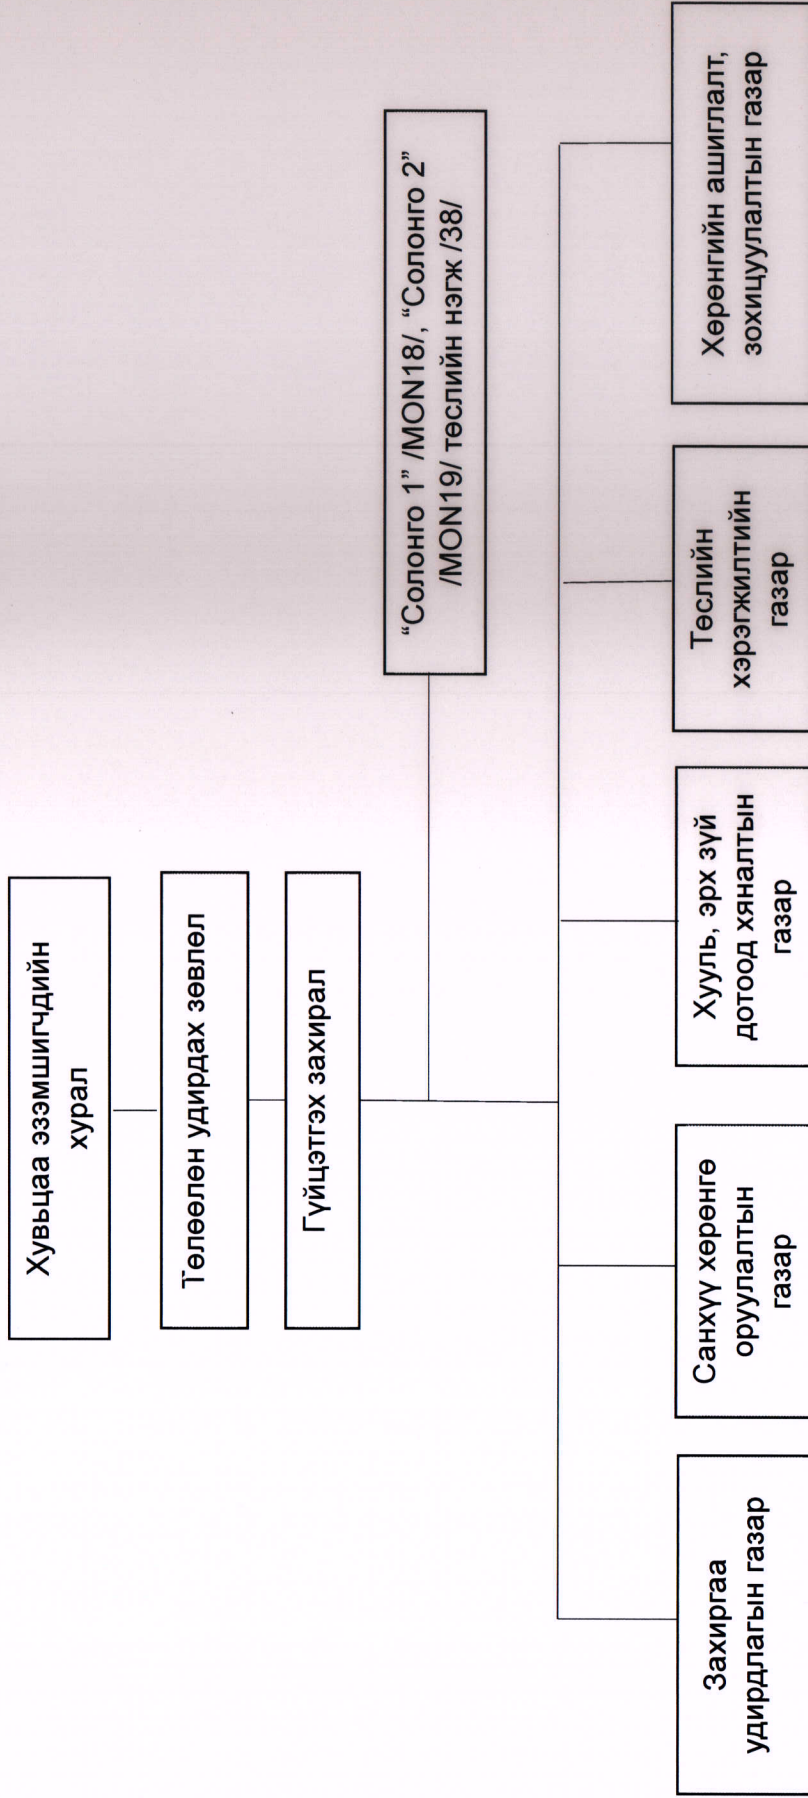 Хувьцаа эзэмшигчдийн
хурал
Төлөөлөн удирдах зөвлөл
Гүйцэтгэх захирал
“Солонго 1” /MON18/, “Солонго 2”
/MON19/ төслийн нэгж /38/
Захиргаа
удирдлагын газар
Санхүү хөрөнгө
оруулалтын
газар
Хууль, эрх зүй
дотоод хяналтын
газар
Төслийн
хэрэгжилтийн
газар
Хөрөнгийн ашиглалт,
зохицуулалтын газар